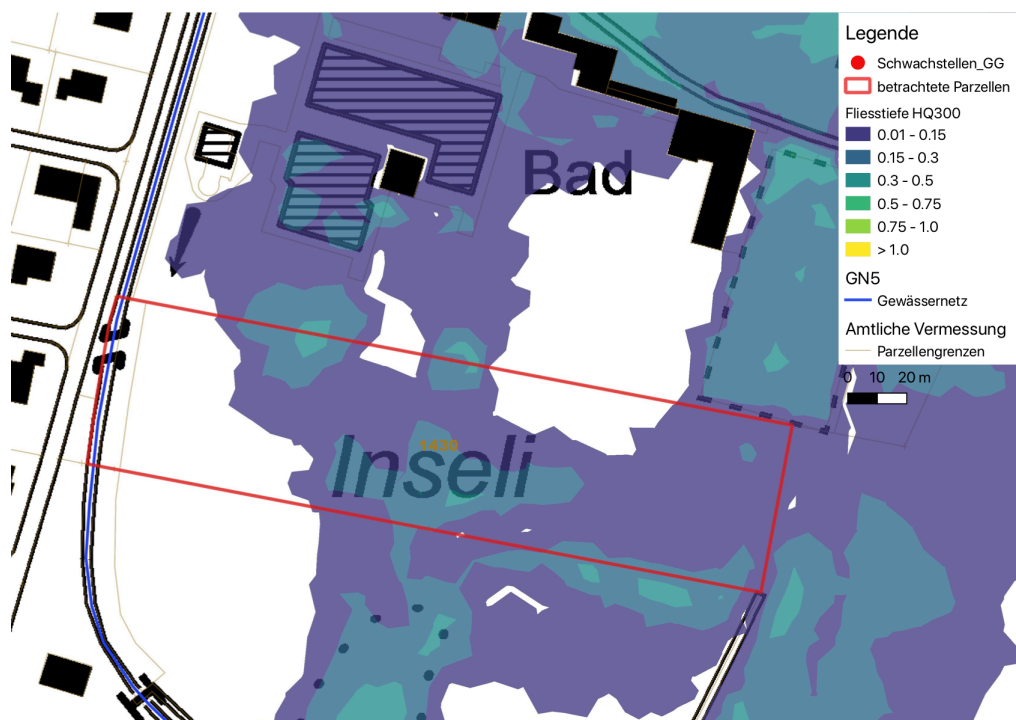 Bad
Inseli
1430
Legende
Schwachstellen_GG
betrachtete Parzellen
Fliesstiefe HQ300
0.01 - 0.15
0.15 - 0.3
0.3 - 0.5
0.5 - 0.75
0.75 - 1.0
> 1.0
GN5
Gewässernetz
Amtliche Vermessung
Parzellengrenzen
0 10 20 m